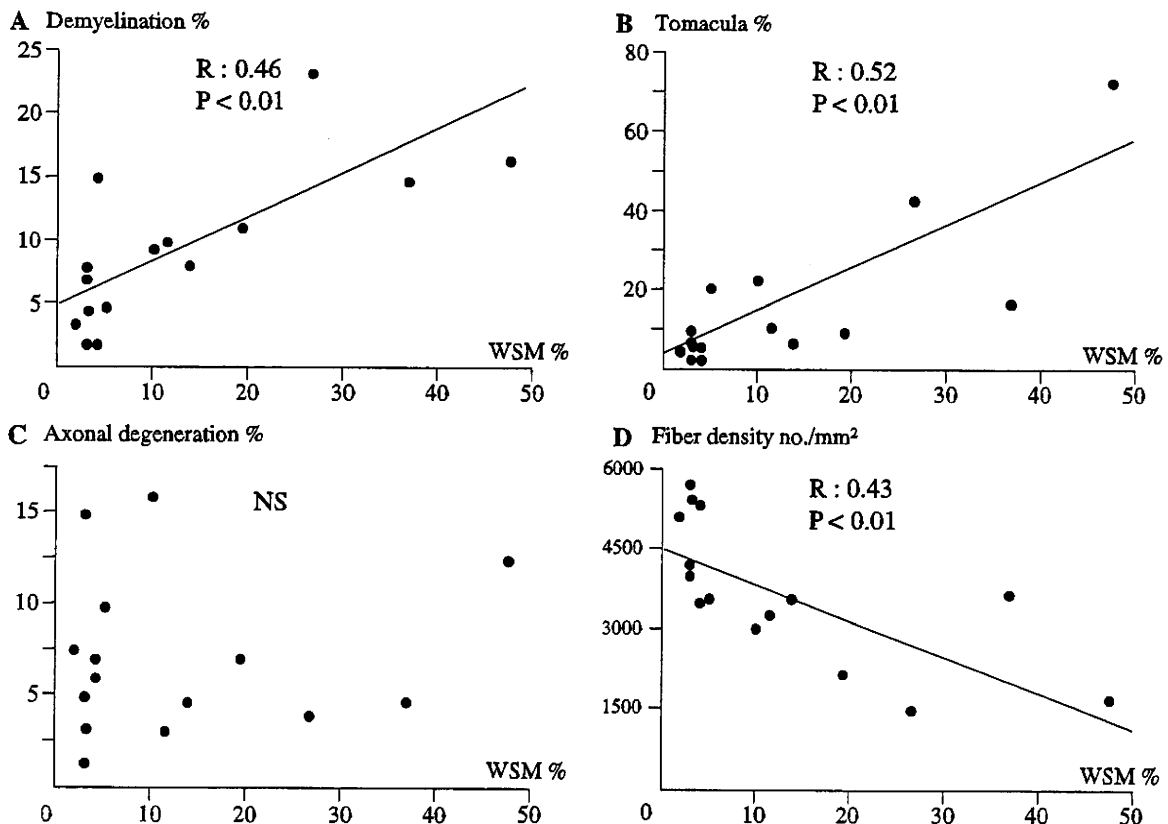 A Demyelination %
25
20
15
10
5
R : 0.46
P < 0.01
WSM %
0 10 20 30 40 50
B Tomacula %
80
60
40
20
R : 0.52
P < 0.01
WSM %
0 10 20 30 40 50
C Axonal degeneration %
15
10
5
NS
WSM %
0 10 20 30 40 50
D Fiber density no./mm²
6000
4500
3000
1500
R : 0.43
P < 0.01
WSM %
0 10 20 30 40 50